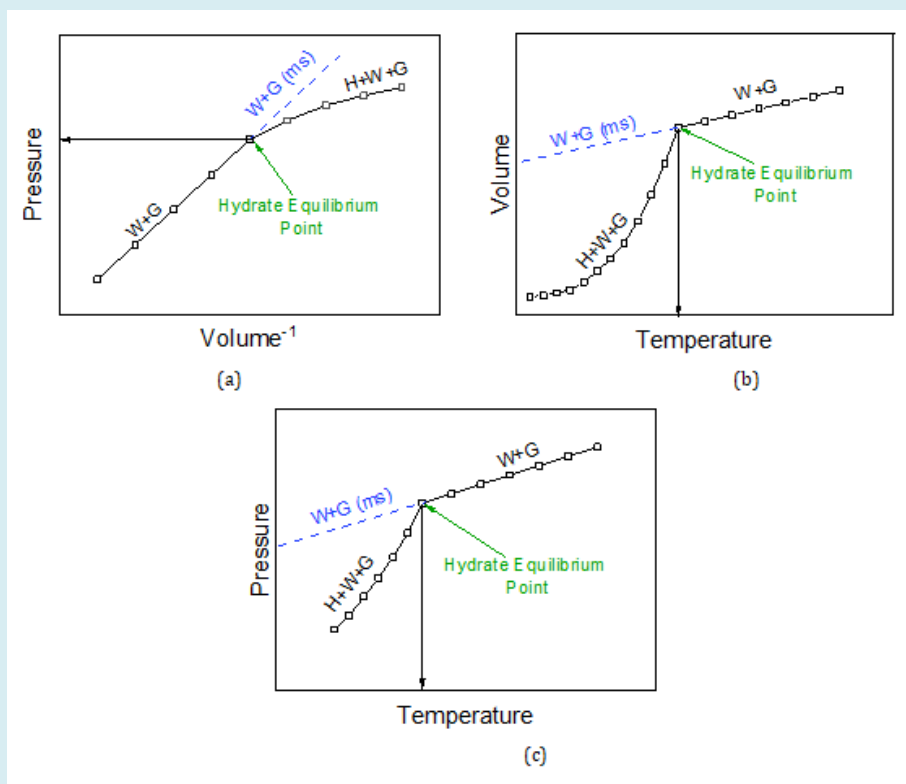 Pressure
W+G
W+G (ms)
H+W+G
Hydrate Equilibrium
Point
Volume⁻¹
(a)
Volume
W+G (ms)
W+G
H+W+G
Hydrate Equilibrium
Point
Temperature
(b)
Pressure
W+G (ms)
W+G
H+W+G
Hydrate Equilibrium
Point
Temperature
(c)